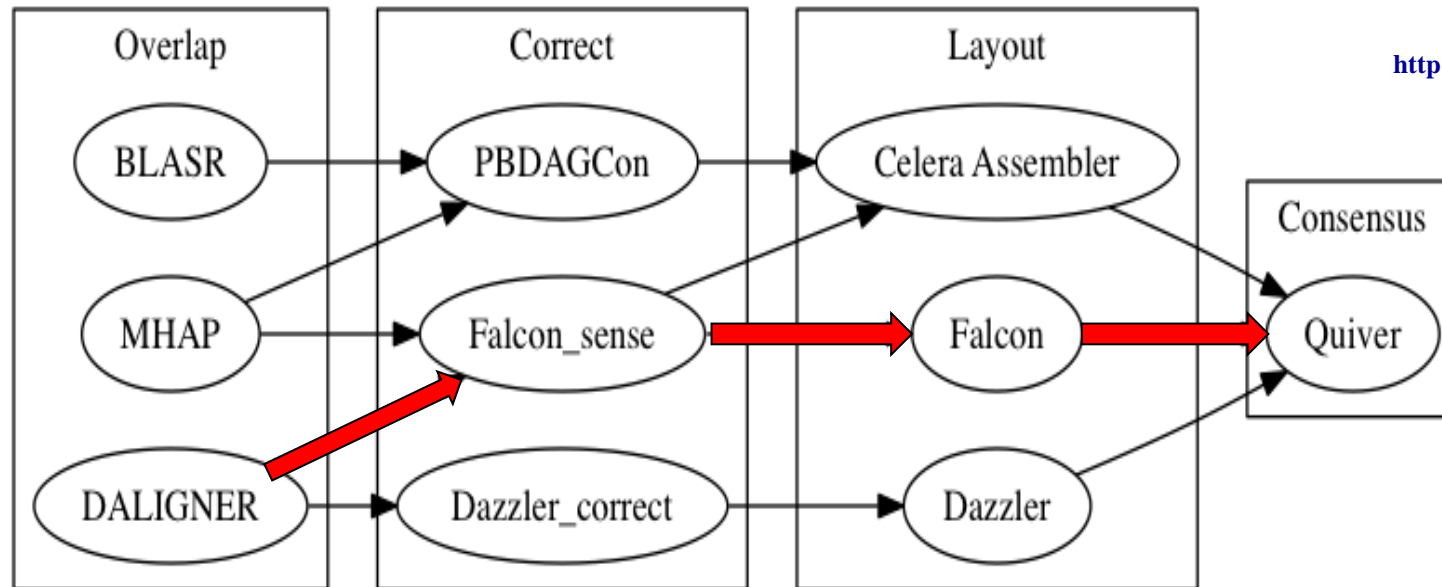 Overlap
Correct
Layout
http
BLASR
PBDAGCon
Celera Assembler
Consensus
MHAP
Falcon_sense
Falcon
Quiver
DALIGNER
Dazzler_correct
Dazzler